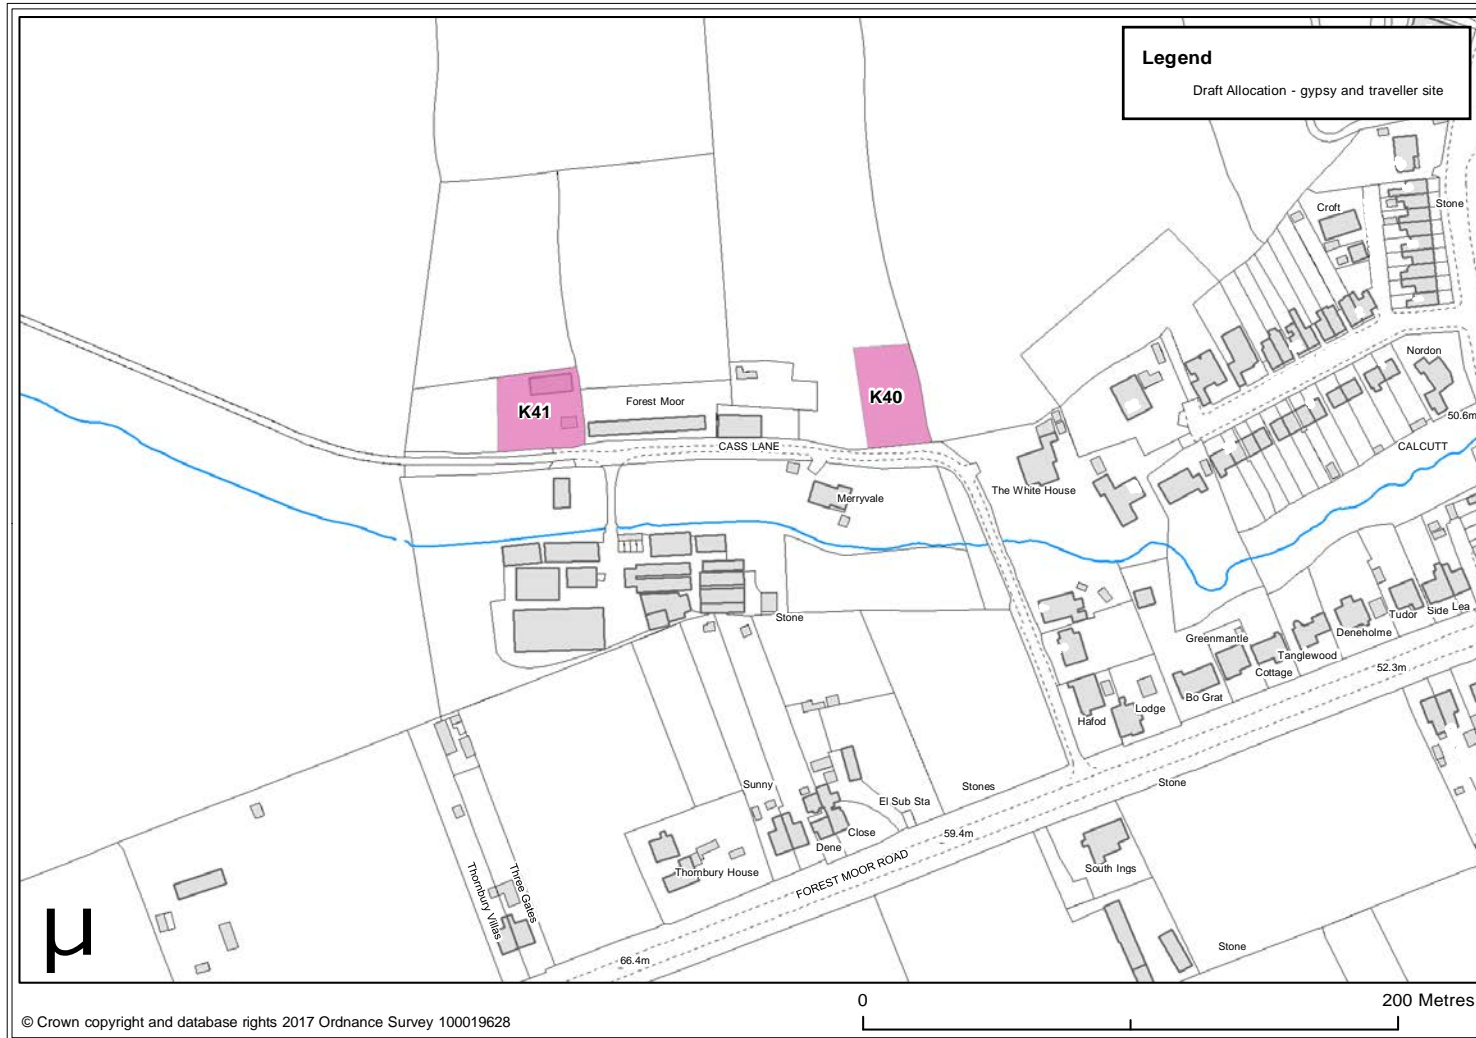 Legend
Draft Allocation - gypsy and traveller site
Stone
Croft
Nordon
50.6m
K41
Forest Moor
K40
CASS LANE
CALCUTT
The White House
Merryvale
Stone
Tudor
Side Lea
Deneholme
Greenmantle
Tanglewood
Cottage
52.3m
Bo Grat
Lodge
Hafod
Sunny
Stones
Stone
El Sub Sta
Close
59.4m
Dene
FOREST MOOR ROAD
Thornbury House
South Ings
Thornbury Villas
Three Gates
Stone
66.4m
µ
0
200 Metres
© Crown copyright and database rights 2017 Ordnance Survey 100019628